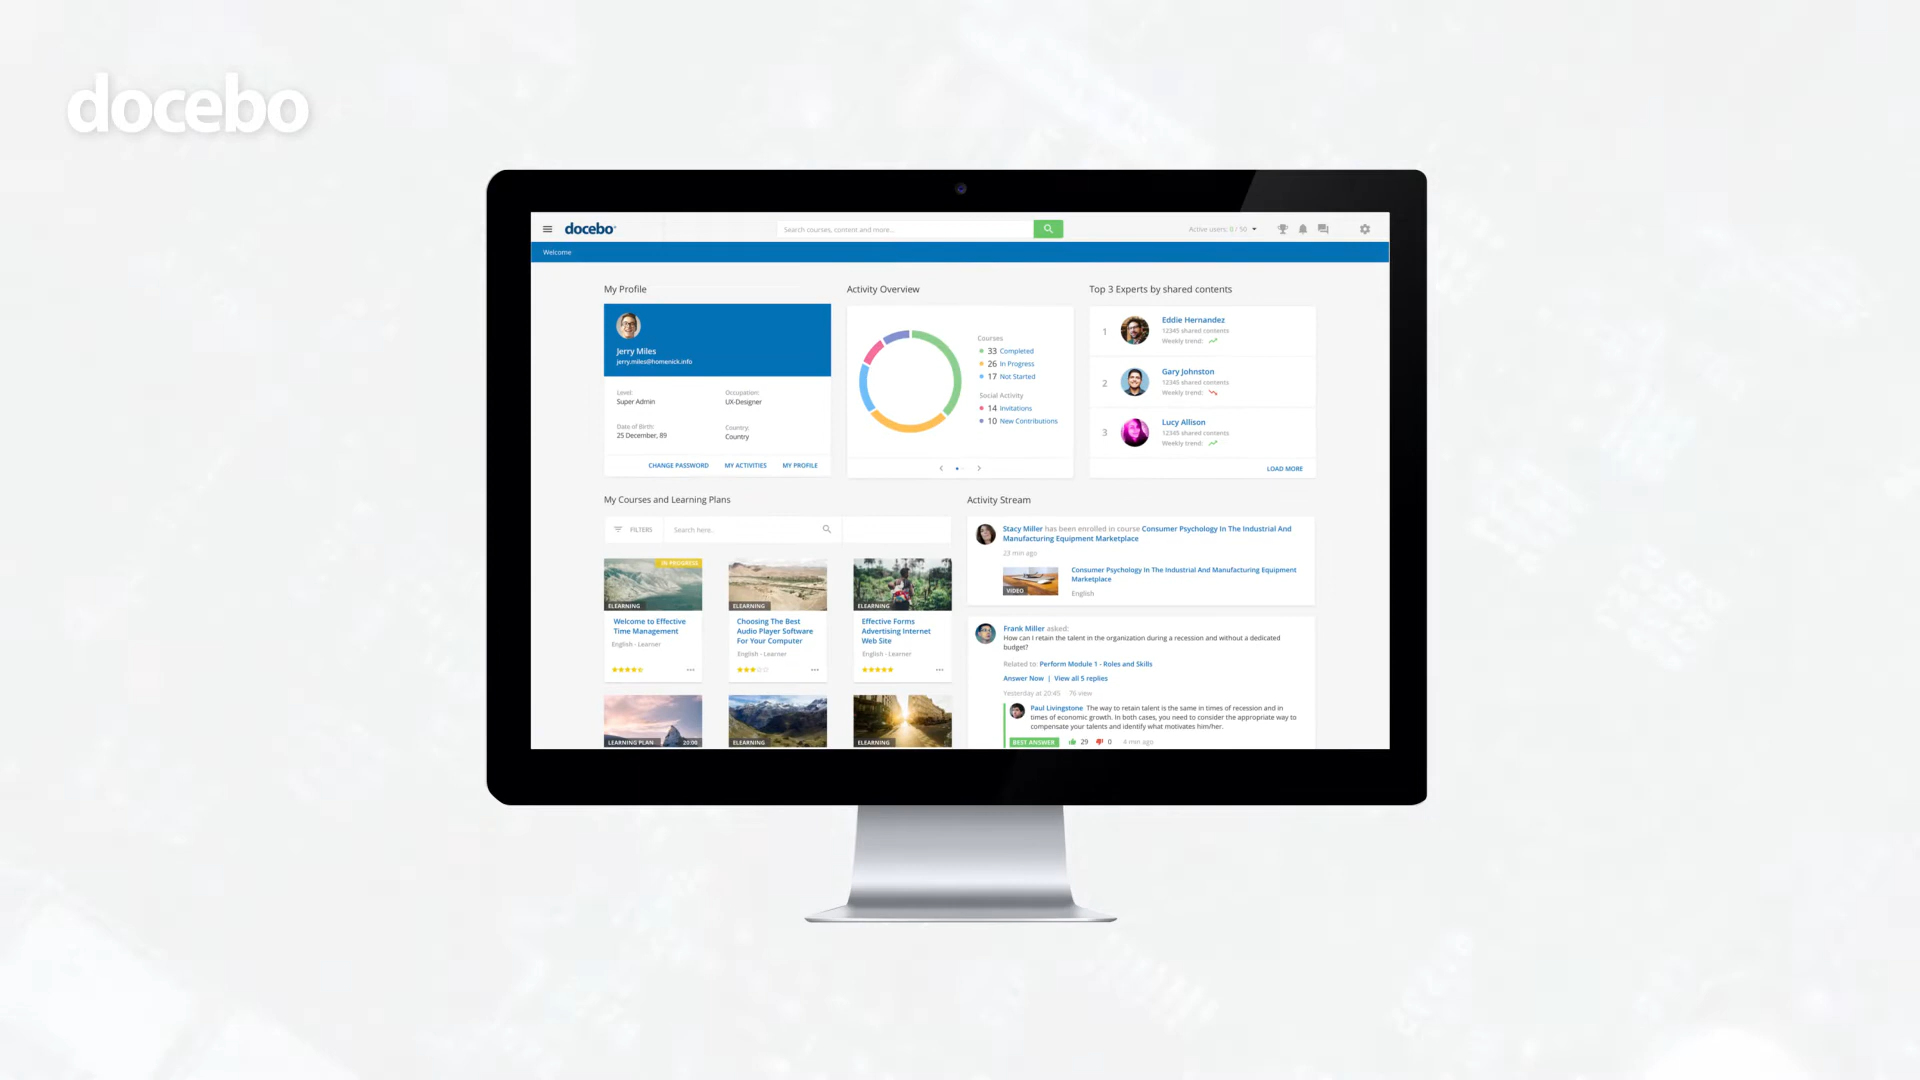 docebo
docebo
Search courses, content and more...
Active users: 0 / 50
Welcome
My Profile
Jerry Miles
jerry.miles@homenick.info
Level:
Super Admin
Occupation:
UX-Designer
Date of Birth:
25 December, 89
Country:
Country
CHANGE PASSWORD MY ACTIVITIES MY PROFILE
Activity Overview
Courses
33 Completed
26 In Progress
17 Not Started
Social Activity
14 Invitations
10 New Contributions
Top 3 Experts by shared contents
1
Eddie Hernandez
12345 shared contents
Weekly trend:
2
Gary Johnston
12345 shared contents
Weekly trend:
3
Lucy Allison
12345 shared contents
Weekly trend:
LOAD MORE
My Courses and Learning Plans
FILTERS
Search here..
IN PROGRESS
ELEARNING
Welcome to Effective
Time Management
English - Learner
ELEARNING
Choosing The Best
Audio Player Software
For Your Computer
English - Learner
ELEARNING
Effective Forms
Advertising Internet
Web Site
English - Learner
LEARNING PLAN 20:00
ELEARNING
ELEARNING
Activity Stream
Stacy Miller has been enrolled in course Consumer Psychology In The Industrial And
Manufacturing Equipment Marketplace
23 min ago
VIDEO
Consumer Psychology In The Industrial And Manufacturing Equipment
Marketplace
English
Frank Miller asked:
How can I retain the talent in the organization during a recession and without a dedicated
budget?
Related to: Perform Module 1 - Roles and Skills
Answer Now | View all 5 replies
Yesterday at 20:45 76 view
Paul Livingstone The way to retain talent is the same in times of recession and in
times of economic growth. In both cases, you need to consider the appropriate way to
compensate your talents and identify what motivates him/her.
BEST ANSWER 29 0 4 min ago